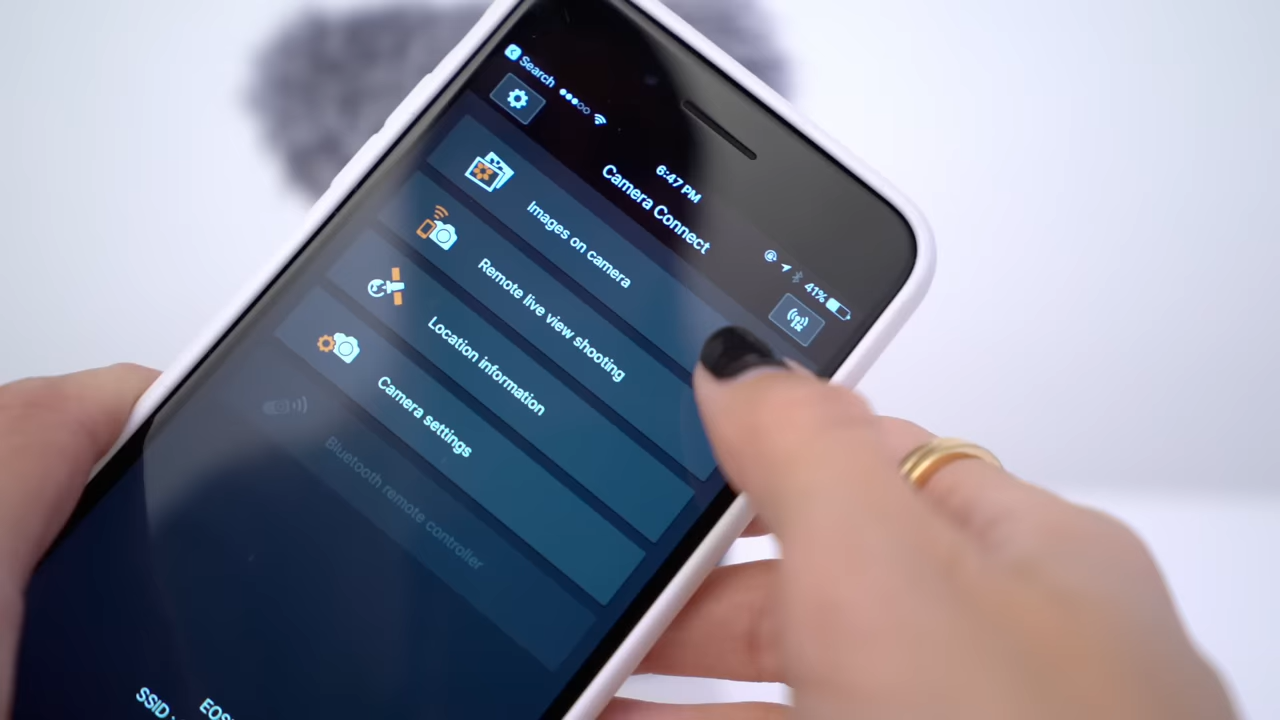 Search
6:47 PM
41%
Camera Connect
Images on camera
Remote live view shooting
Location information
Camera settings
Bluetooth remote controller
EOS
SSID